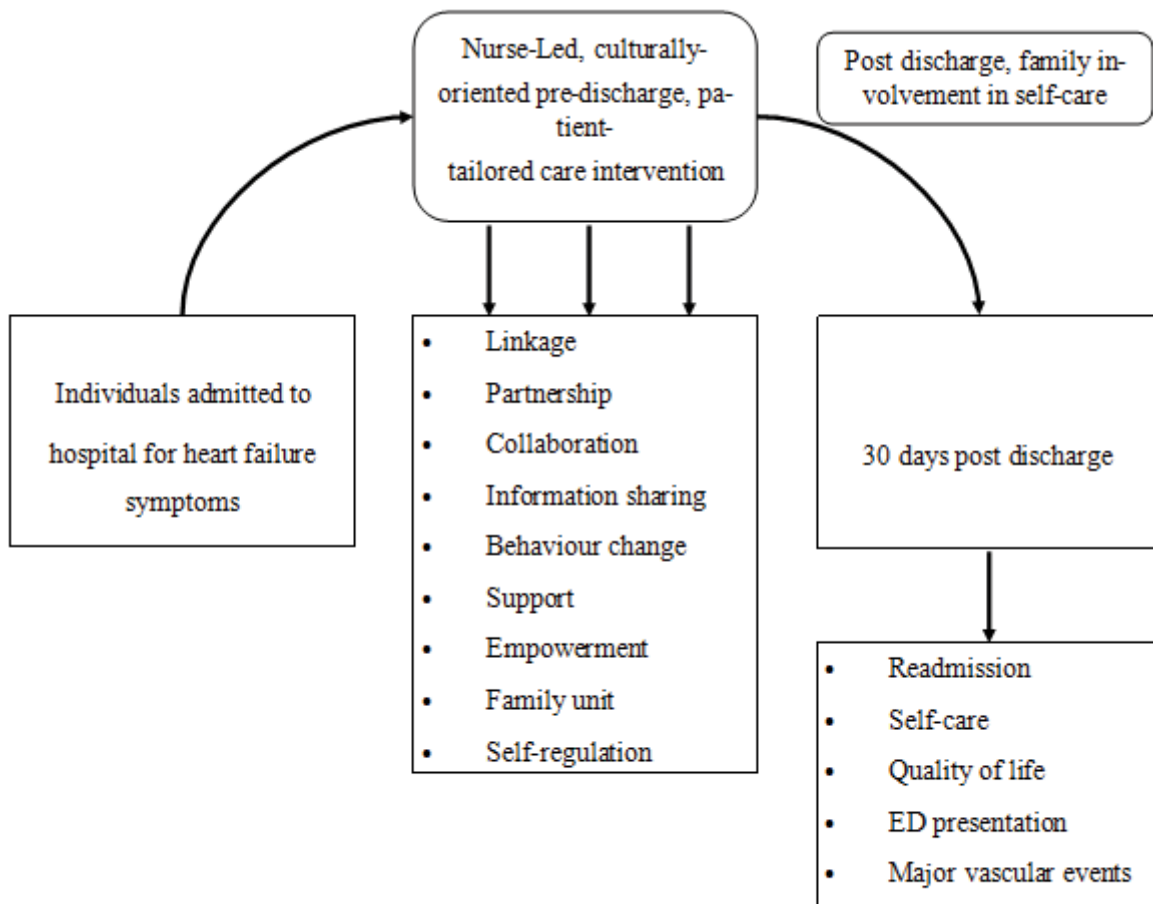 Nurse-Led, culturally-
oriented pre-discharge, pa-
tient-
tailored care intervention
Post discharge, family in-
volvement in self-care
Individuals admitted to
hospital for heart failure
symptoms
• Linkage
• Partnership
• Collaboration
• Information sharing
• Behaviour change
• Support
• Empowerment
• Family unit
• Self-regulation
30 days post discharge
• Readmission
• Self-care
• Quality of life
• ED presentation
• Major vascular events